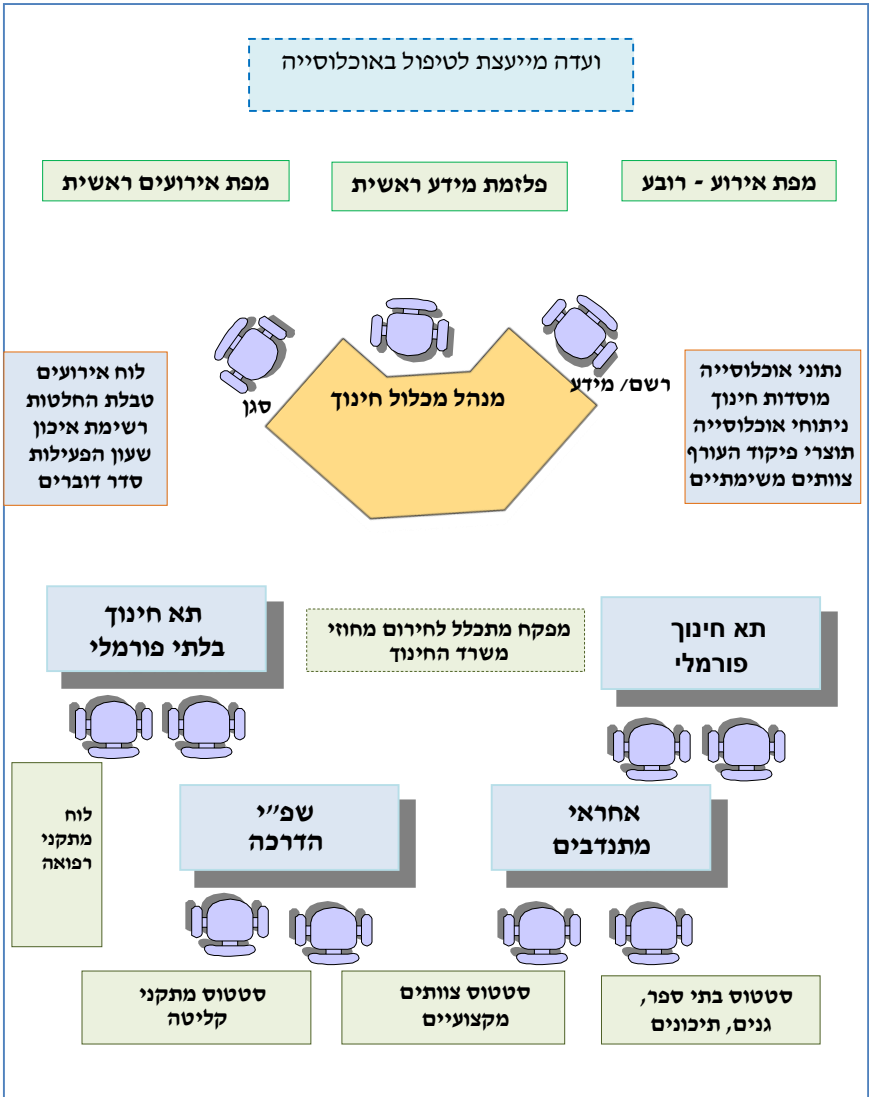 ועדה מייעצת לטיפול באוכלוסייה
מפת אירוע - רובע
פלזמת מידע ראשית
מפת אירועים ראשית
רשם/ מידע
מנהל מכלול חינוך
סגן
נתוני אוכלוסייה
מוסדות חינוך
ניתוחי אוכלוסייה
תוצרי פיקוד העורף
צוותים משימתיים
לוח אירועים
טבלת החלטות
רשימת איכון
שעון הפעילות
סדר דוברים
תא חינוך
פורמלי
מפקח מתכלל לחירום מחוזי
משרד החינוך
תא חינוך
בלתי פורמלי
אחראי
מתנדבים
שפ״י
הדרכה
לוח
מתקני
רפואה
סטטוס בתי ספר,
גנים, תיכונים
סטטוס צוותים
מקצועיים
סטטוס מתקני
קליטה